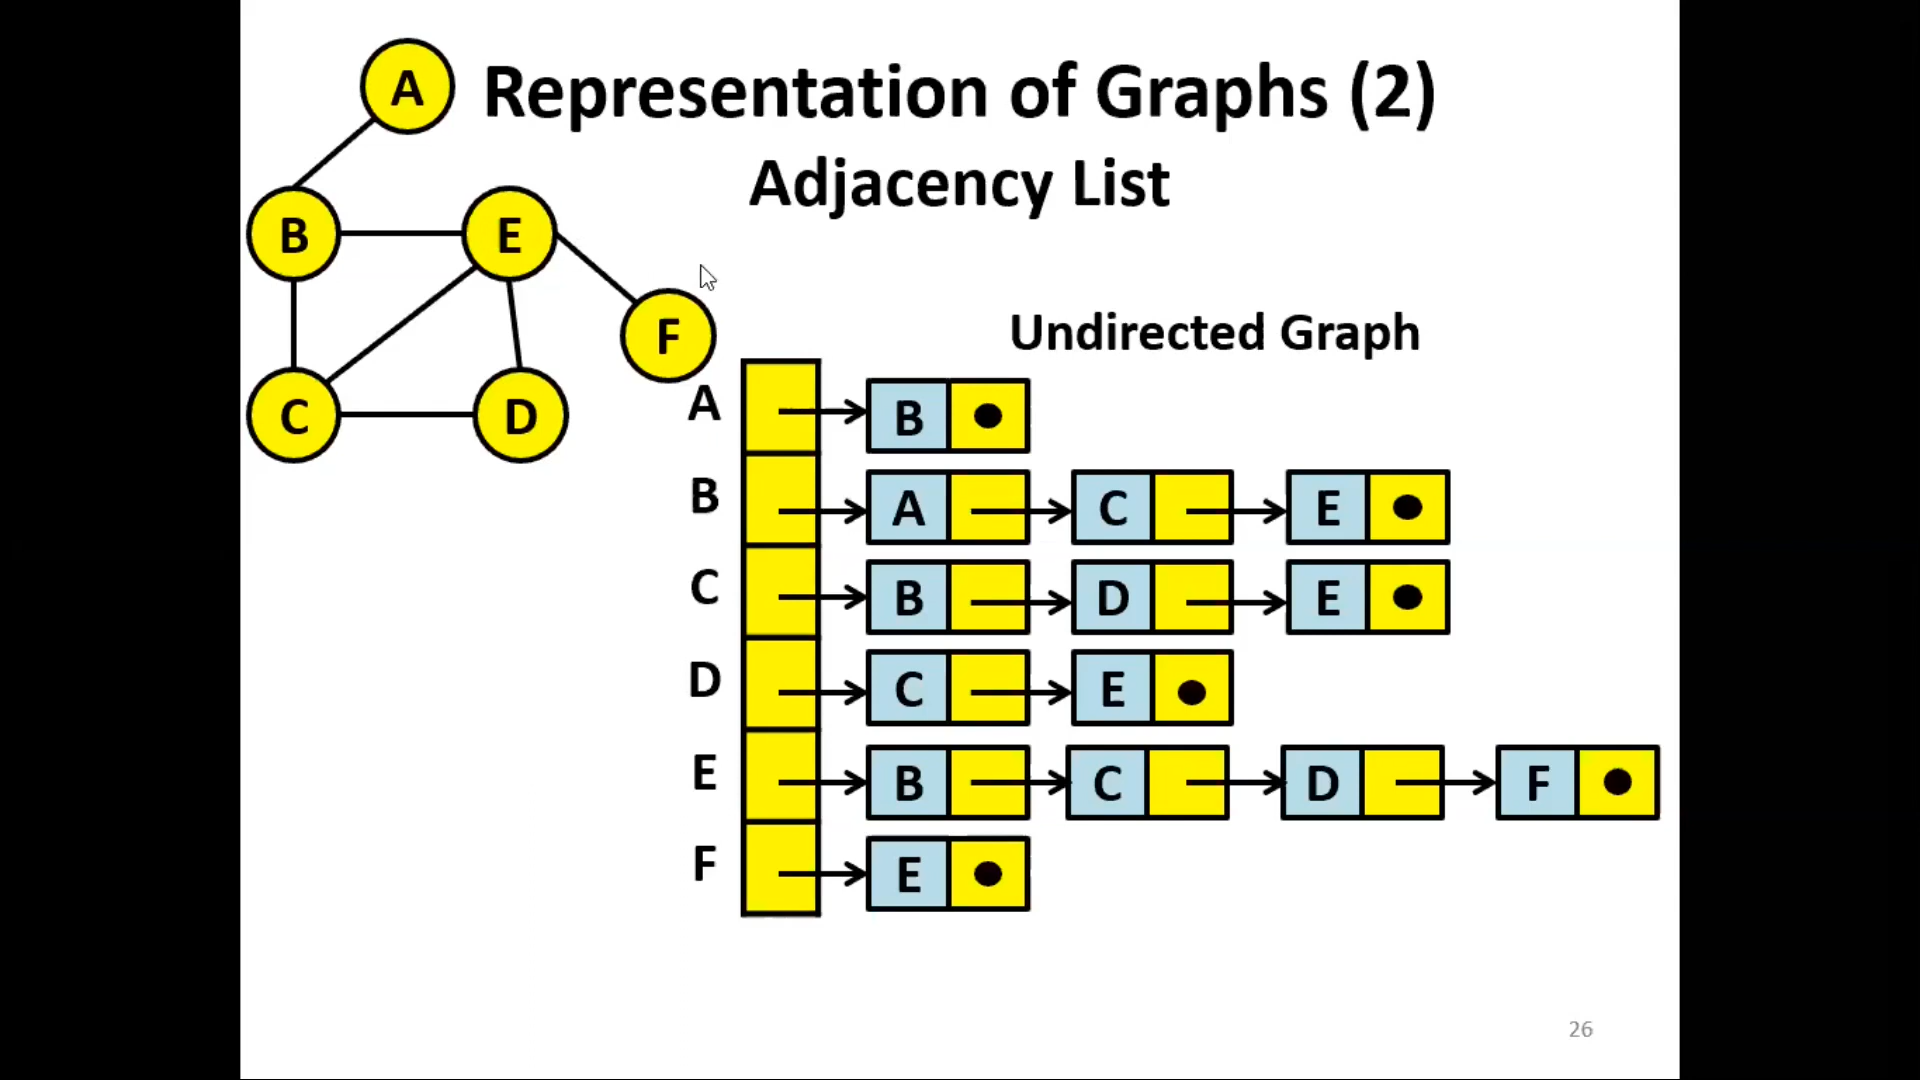 Representation of Graphs (2)
Adjacency List
A
B E
F
C D
Undirected Graph
A B
B A C E
C B D E
D C E
E B C D F
F E
26